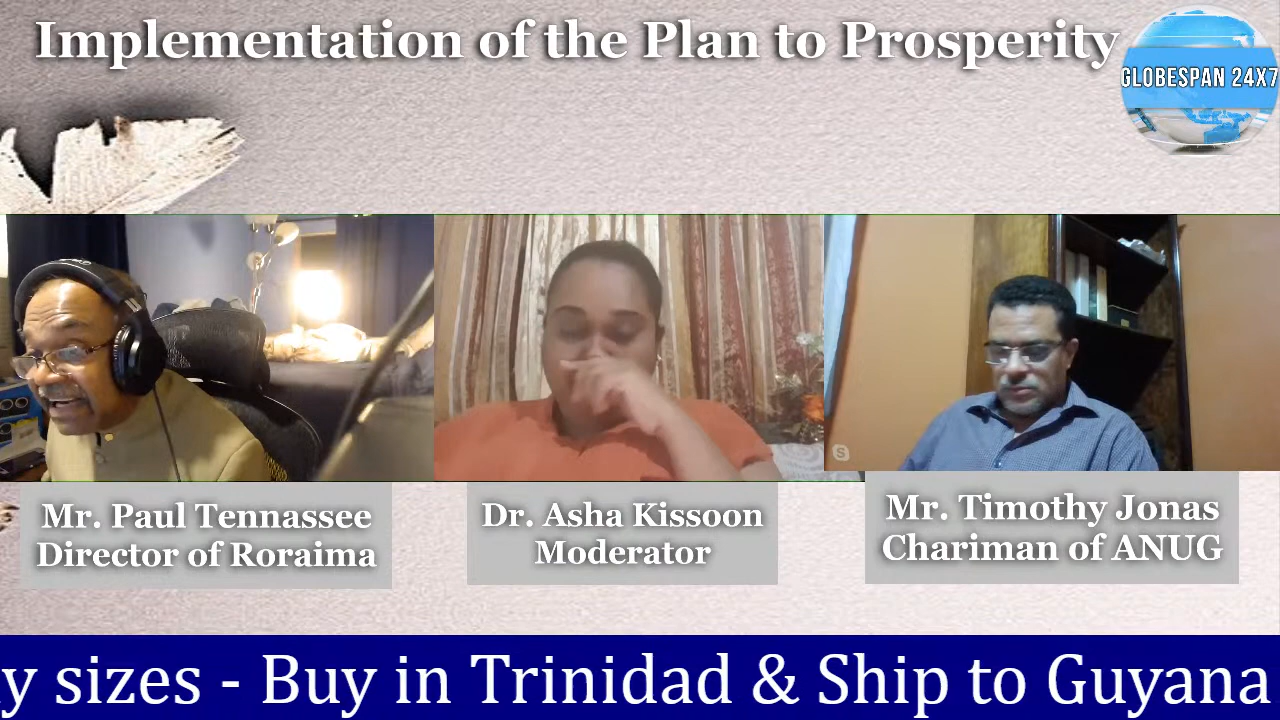 Implementation of the Plan to Prosperity
GLOBESPAN 24X7
Mr. Paul Tennassee
Director of Roraima
Dr. Asha Kissoon
Moderator
Mr. Timothy Jonas
Chariman of ANUG
y sizes - Buy in Trinidad & Ship to Guyana